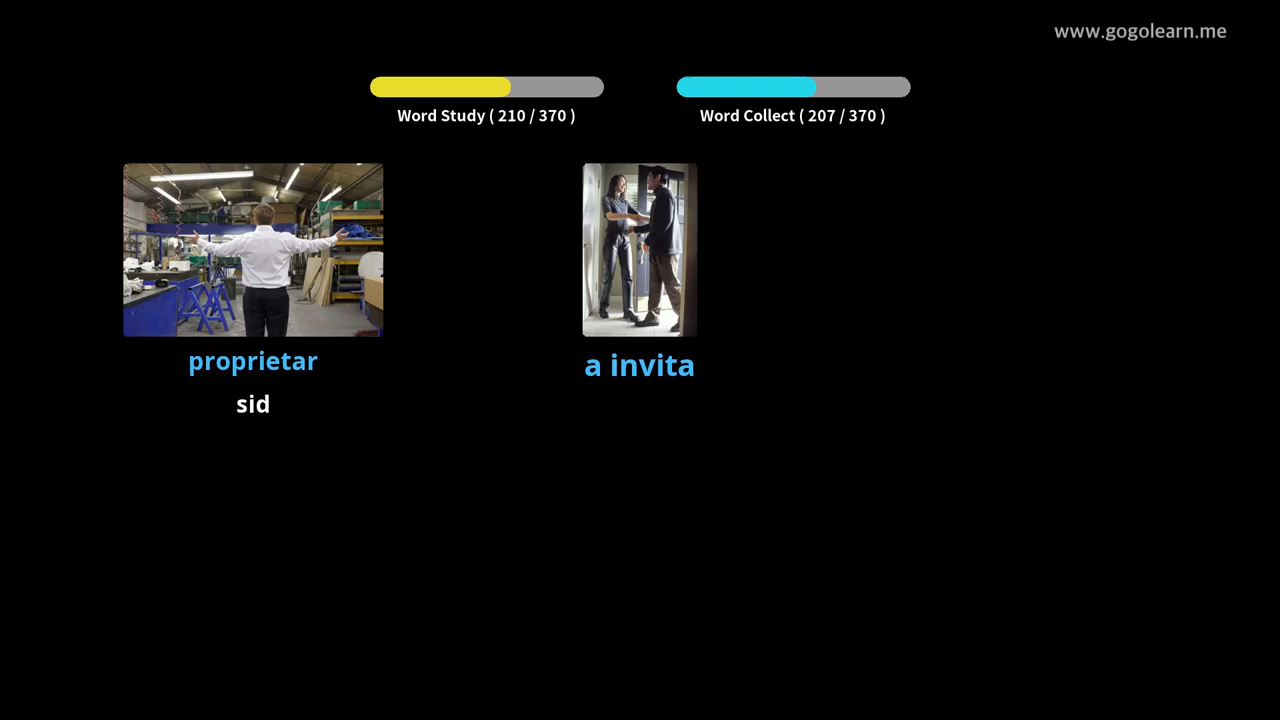 www.gogolearn.me
Word Study ( 210 / 370 )
Word Collect ( 207 / 370 )
proprietar
sid
a invita